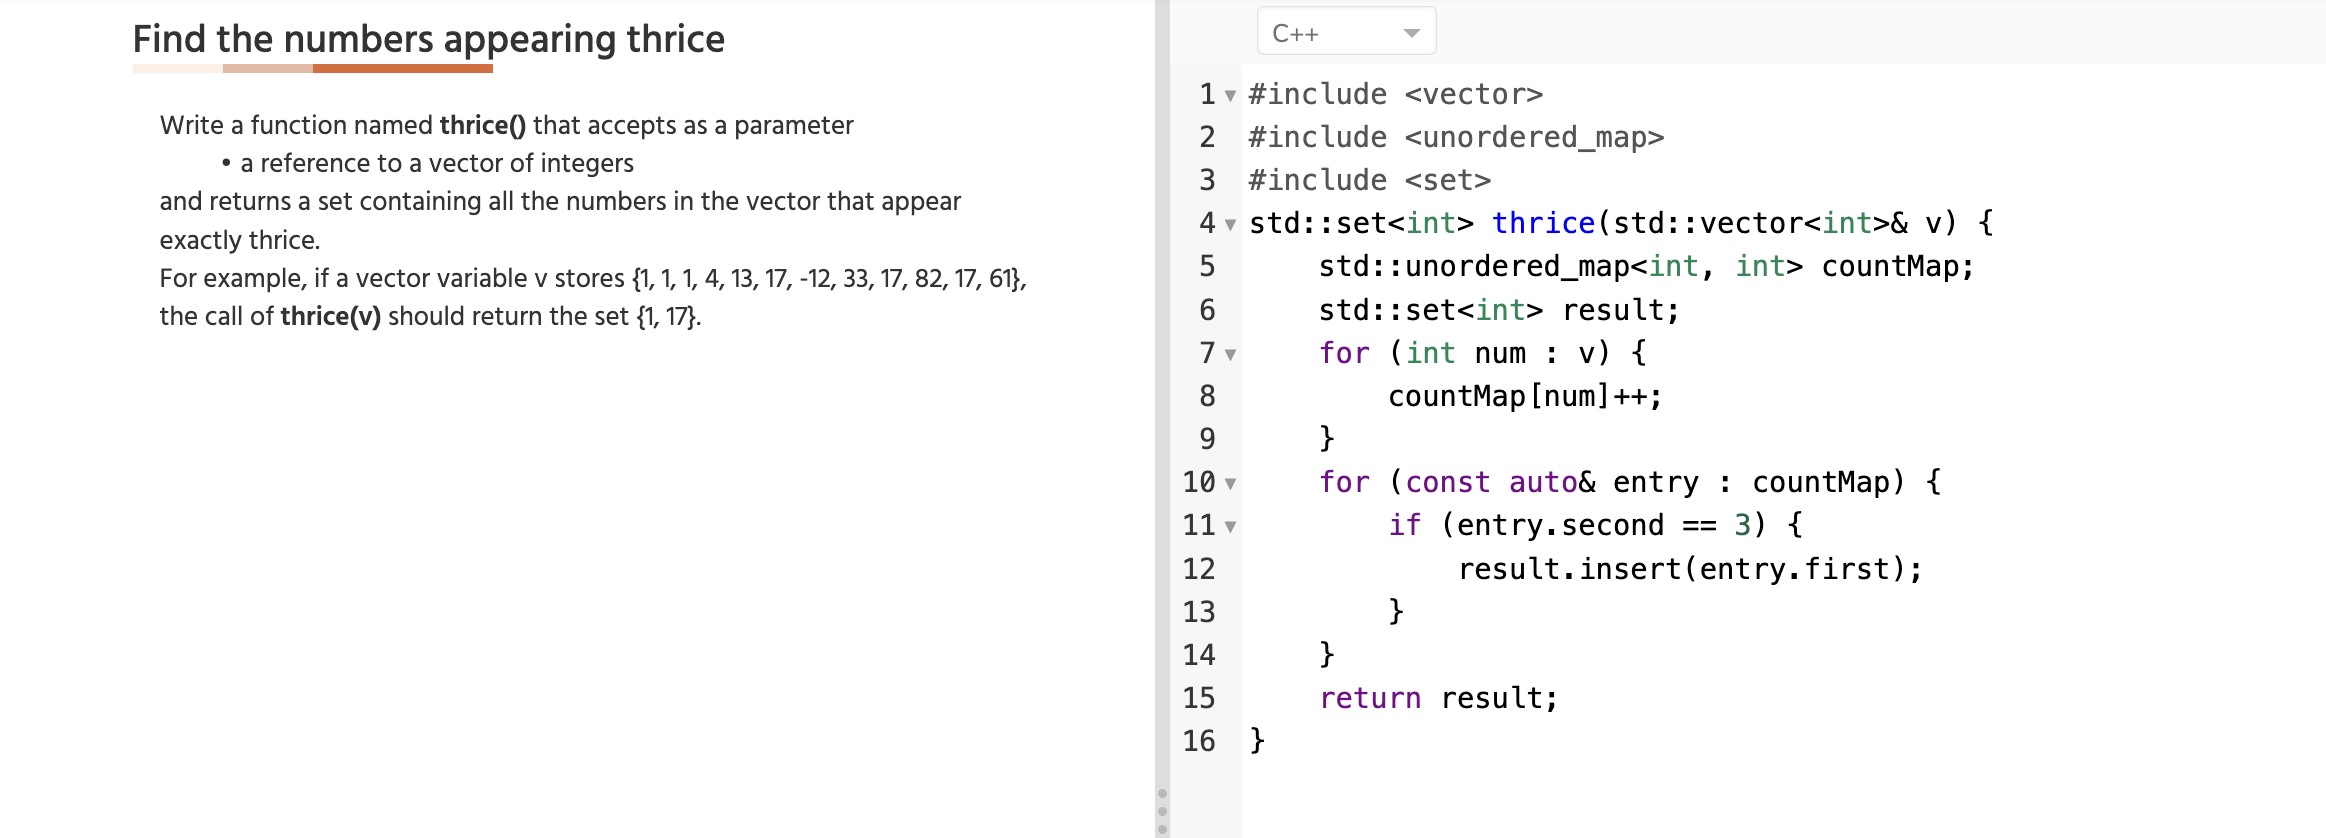 Find the numbers appearing thrice
Write a function named thrice() that accepts as a parameter
• a reference to a vector of integers
and returns a set containing all the numbers in the vector that appear
exactly thrice.
For example, if a vector variable v stores {1, 1, 1, 4, 13, 17, -12, 33, 17, 82, 17, 61},
the call of thrice(v) should return the set {1, 17}.
C++
1 #include <vector>
2 #include <unordered_map>
3 #include <set>
4 std::set<int> thrice(std::vector<int>& v) {
5     std::unordered_map<int, int> countMap;
6     std::set<int> result;
7     for (int num : v) {
8         countMap[num]++;
9     }
10     for (const auto& entry : countMap) {
11         if (entry.second == 3) {
12             result.insert(entry.first);
13         }
14     }
15     return result;
16 }